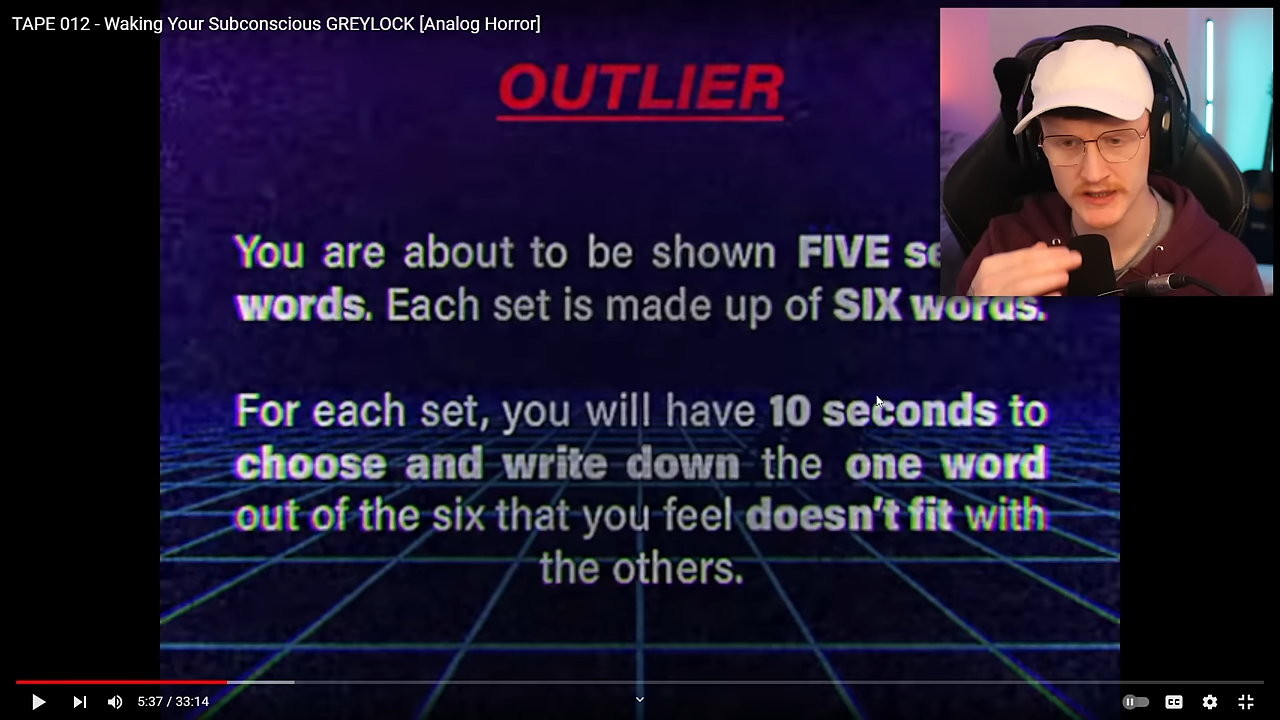 TAPE 012 - Waking Your Subconscious GREYLOCK [Analog Horror]
OUTLIER
You are about to be shown FIVE se
words. Each set is made up of SIX words.
For each set, you will have 10 seconds to
choose and write down the one word
out of the six that you feel doesn't fit with
the others.
5:37 / 33:14
CC